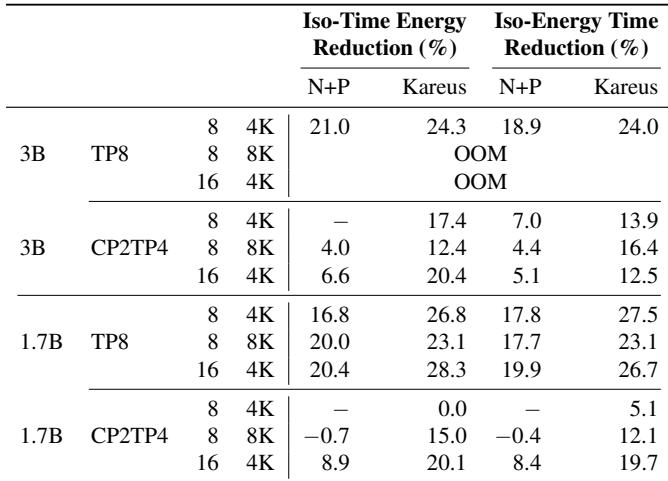 Iso-Time Energy Iso-Energy Time
Reduction (%) Reduction (%)
N+P Kareus N+P Kareus
8 4K 21.0 24.3 18.9 24.0
3B TP8 8 8K OOM
16 4K OOM
8 4K − 17.4 7.0 13.9
3B CP2TP4 8 8K 4.0 12.4 4.4 16.4
16 4K 6.6 20.4 5.1 12.5
8 4K 16.8 26.8 17.8 27.5
1.7B TP8 8 8K 20.0 23.1 17.7 23.1
16 4K 20.4 28.3 19.9 26.7
8 4K − 0.0 − 5.1
1.7B CP2TP4 8 8K −0.7 15.0 −0.4 12.1
16 4K 8.9 20.1 8.4 19.7